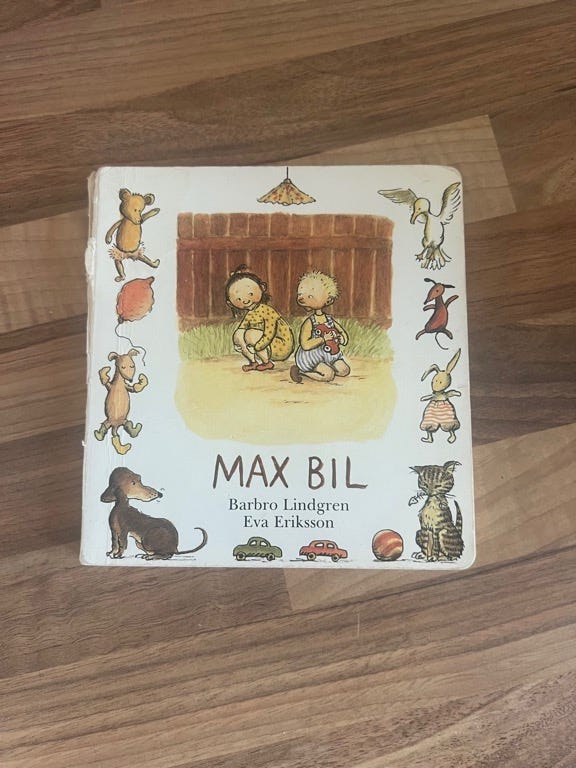 MAX BIL
Barbro Lindgren
Eva Eriksson